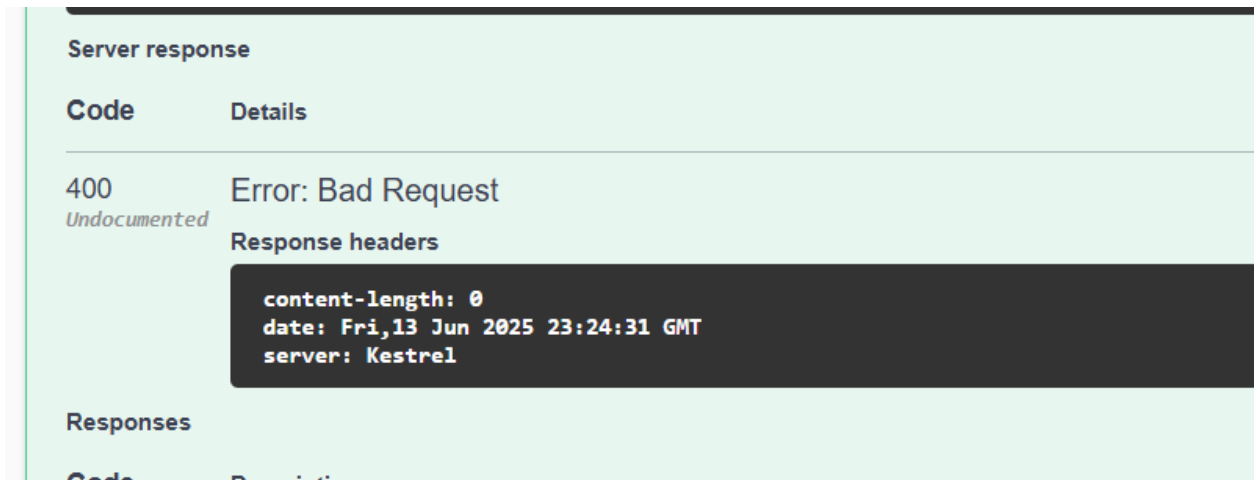 Server response
Code Details
400 Error: Bad Request
Undocumented
Response headers
content-length: 0
date: Fri,13 Jun 2025 23:24:31 GMT
server: Kestrel
Responses